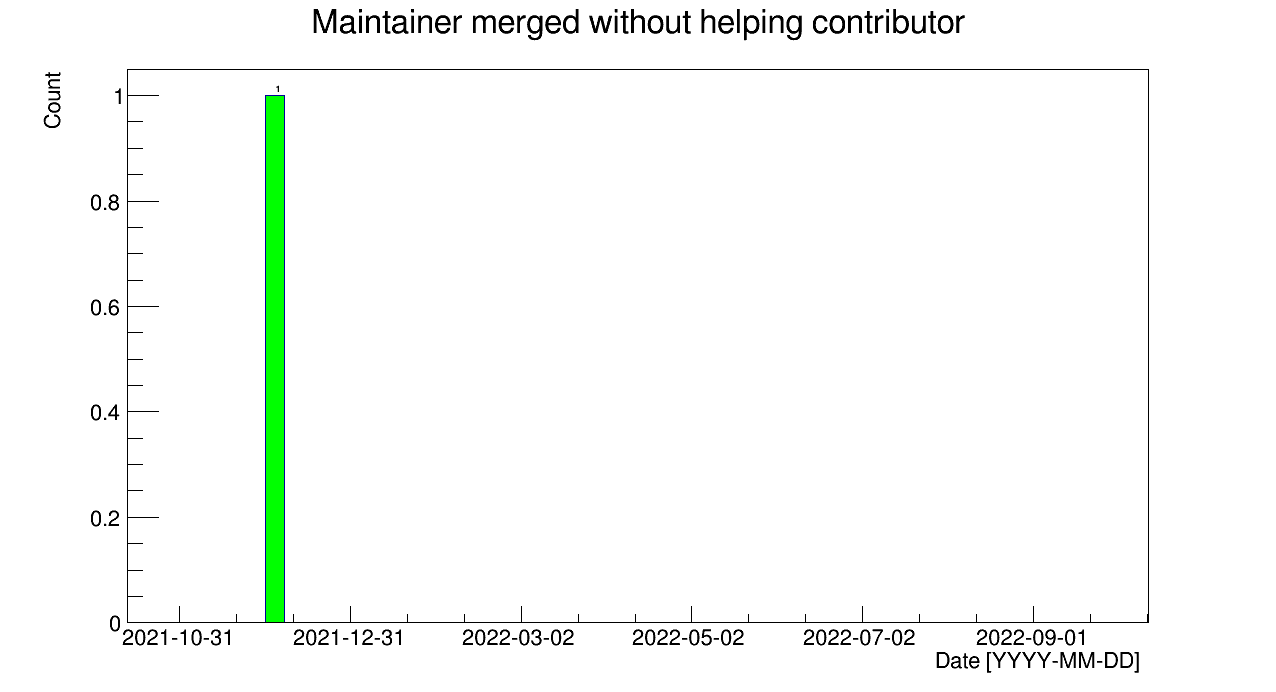 Maintainer merged without helping contributor
Count
1
1
0.8
0.6
0.4
0.2
0
2021-10-31 2021-12-31 2022-03-02 2022-05-02 2022-07-02 2022-09-01
Date [YYYY-MM-DD]